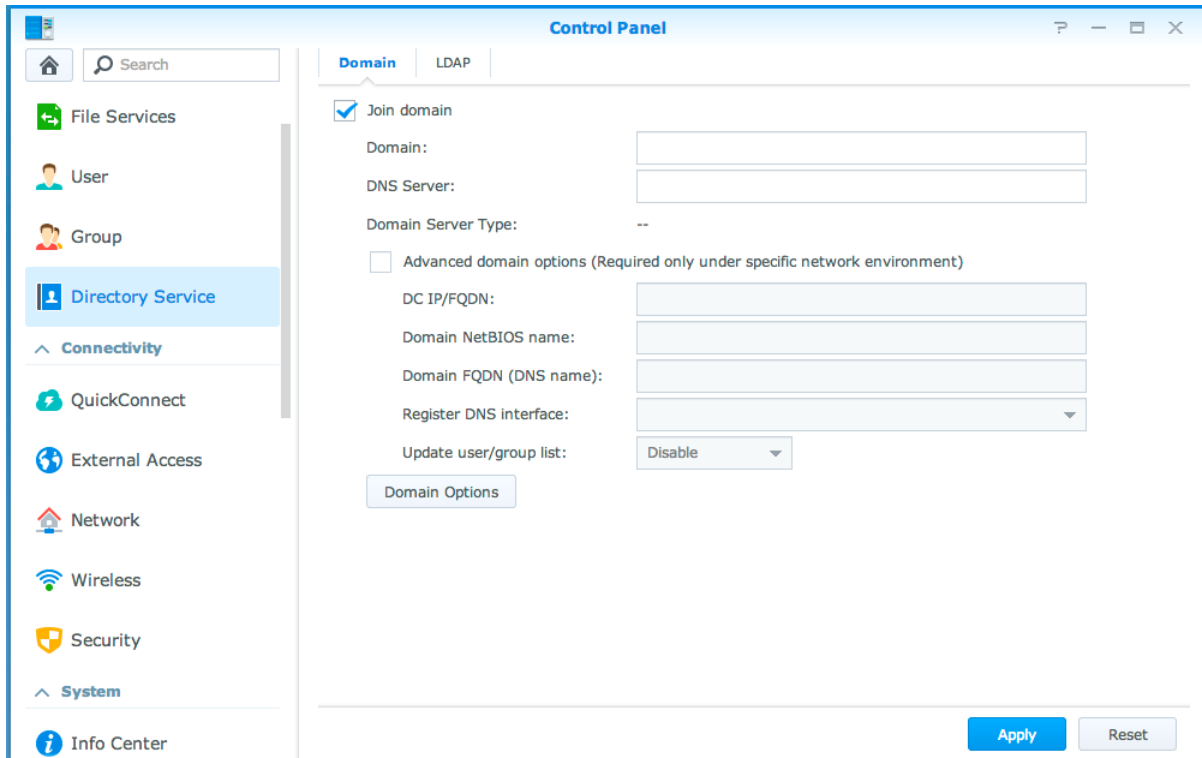 Control Panel
Search
File Services
User
Group
Directory Service
Connectivity
QuickConnect
External Access
Network
Wireless
Security
System
Info Center
Domain LDAP
Join domain
Domain:
DNS Server:
Domain Server Type: --
Advanced domain options (Required only under specific network environment)
DC IP/FQDN:
Domain NetBIOS name:
Domain FQDN (DNS name):
Register DNS interface:
Update user/group list: Disable
Domain Options
Apply Reset